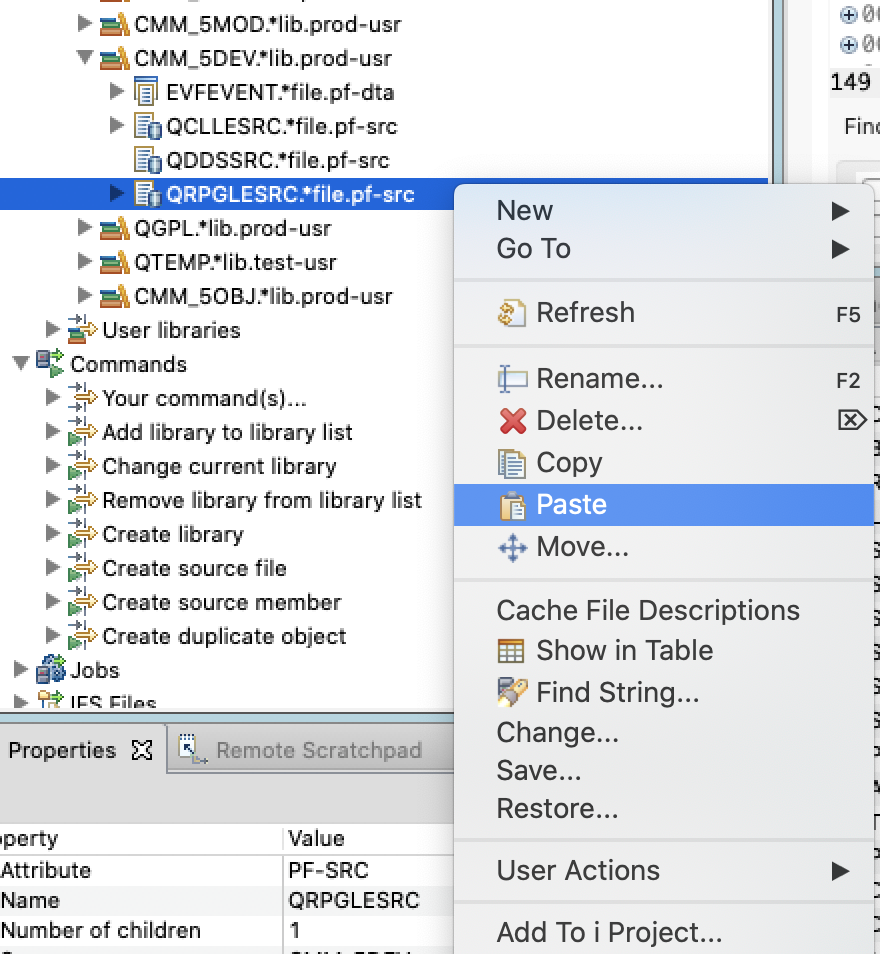 CMM_5MOD.*lib.prod-usr
CMM_5DEV.*lib.prod-usr
EVFEVENT.*file.pf-dta
QCLLESRC.*file.pf-src
QDDSSRC.*file.pf-src
QRPGLESRC.*file.pf-src
QGPL.*lib.prod-usr
QTEMP.*lib.test-usr
CMM_5OBJ.*lib.prod-usr
User libraries
Commands
Your command(s)...
Add library to library list
Change current library
Remove library from library list
Create library
Create source file
Create source member
Create duplicate object
Jobs
IFS Files
149
New
Go To
Refresh F5
Rename... F2
Delete...
Copy
Paste
Move...
Cache File Descriptions
Show in Table
Find String...
Change...
Save...
Restore...
User Actions
Add To i Project...
Properties
Remote Scratchpad
Value
Attribute PF-SRC
Name QRPGLESRC
Number of children 1